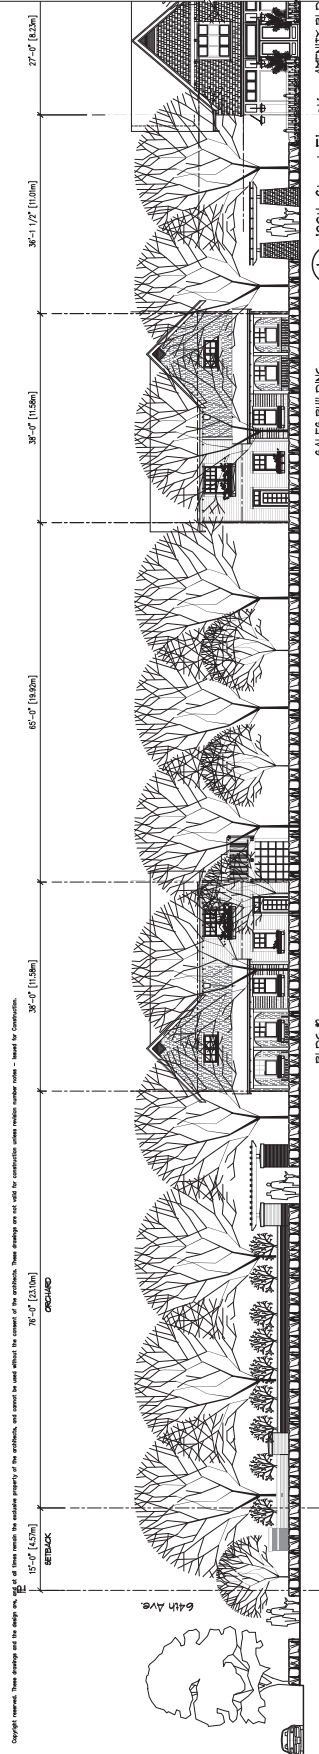 Copyright reserved. These drawings and the design are, and at all times remain the exclusive property of the architects, and cannot be used without the consent of the architects. These drawings are not valid for construction unless revision number notes - Issued for Construction.
15'-0" [4.57m]
76'-0" [23.10m]
38'-0" [11.58m]
65'-0" [19.92m]
38'-0" [11.58m]
36'-1 1/2" [11.01m]
27'-0" [8.23m]
SETBACK
ORCHARD
64th Ave.